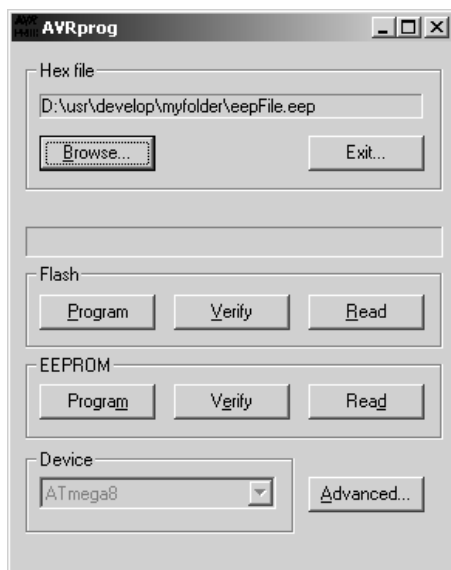 AVRprog
Hex file
D:\usr\develop\myfolder\eepFile.eep
Browse... Exit...
Flash
Program Verify Read
EEPROM
Program Verify Read
Device
ATmega8 Advanced...